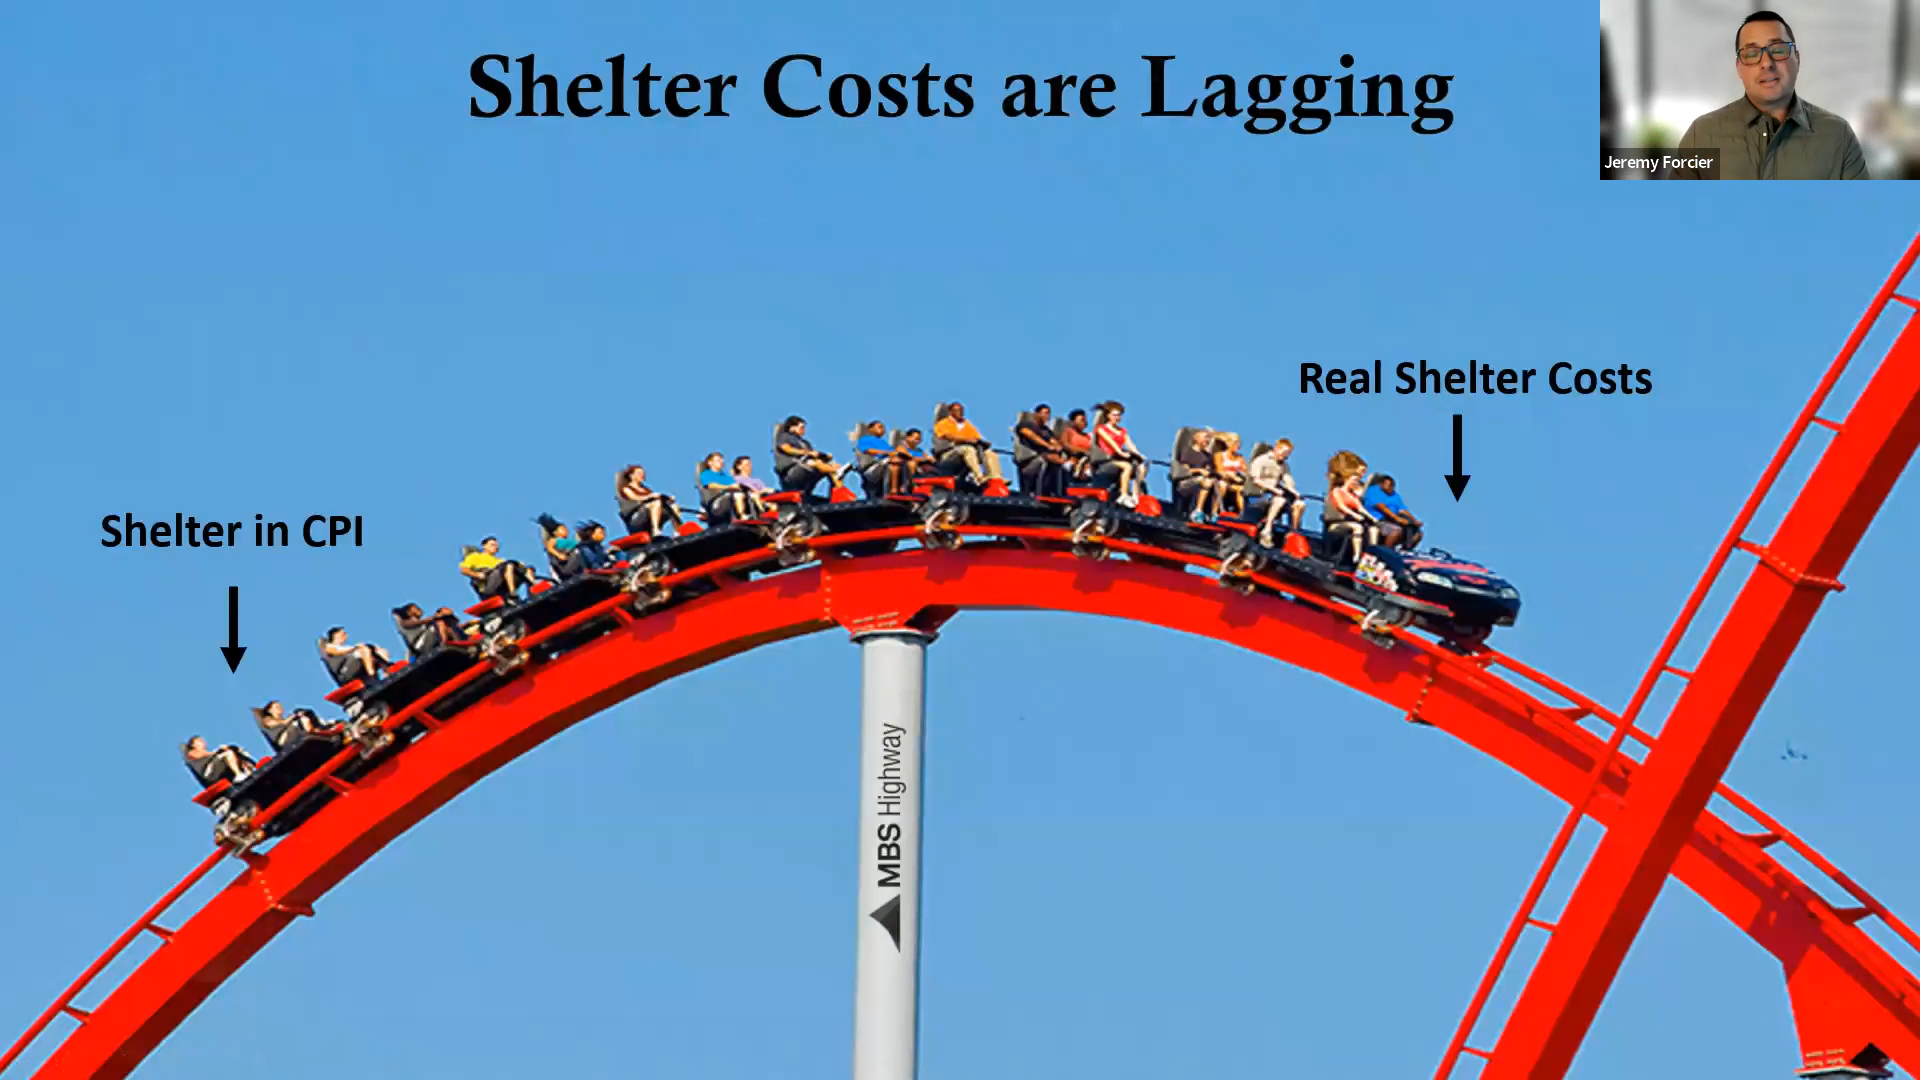 Shelter Costs are Lagging
Jeremy Forcier
Real Shelter Costs
Shelter in CPI
MBS Highway